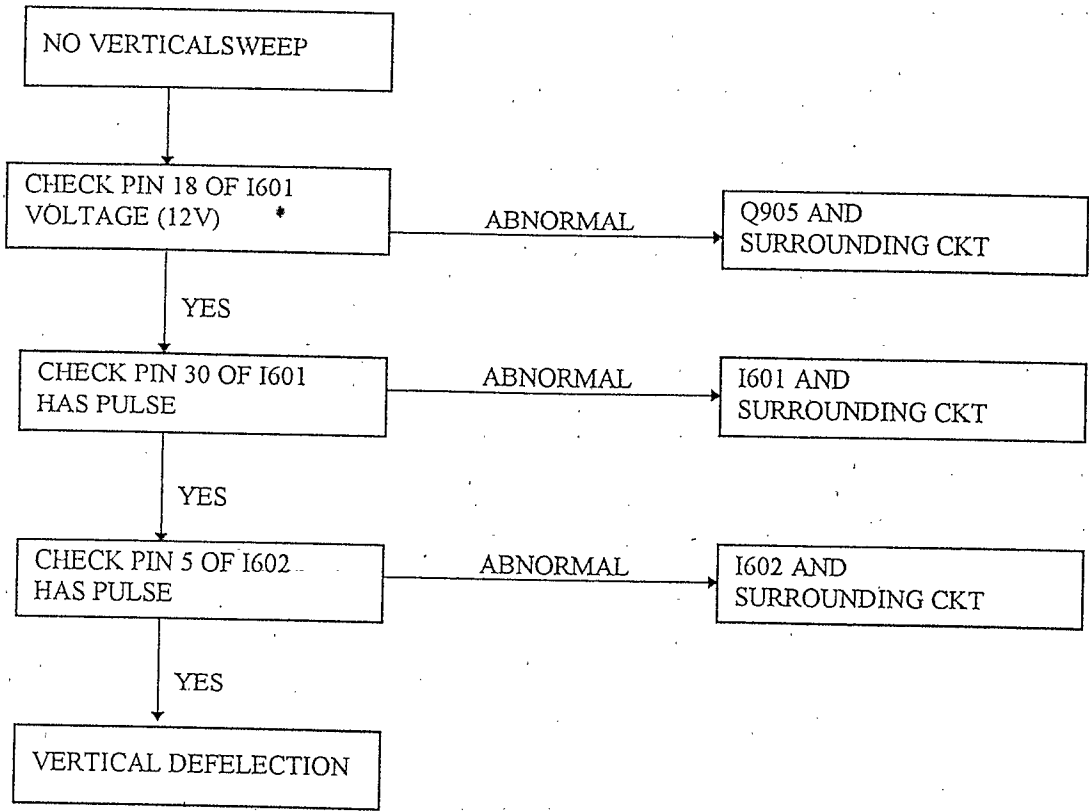 NO VERTICALSWEEP
CHECK PIN 18 OF I601
VOLTAGE (12V)
ABNORMAL
Q905 AND
SURROUNDING CKT
YES
CHECK PIN 30 OF I601
HAS PULSE
ABNORMAL
I601 AND
SURROUNDING CKT
YES
CHECK PIN 5 OF I602
HAS PULSE
ABNORMAL
I602 AND
SURROUNDING CKT
YES
VERTICAL DEFELECTION